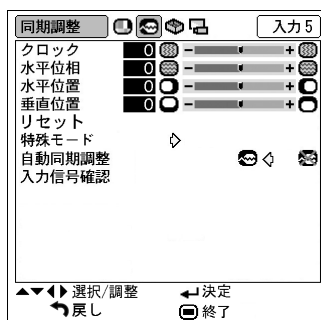 同期調整 入力5
クロック 0 - +
水平位相 0 - +
水平位置 0 - +
垂直位置 0 - +
リセット
特殊モード
自動同期調整
入力信号確認
選択/調整 決定
戻し 終了